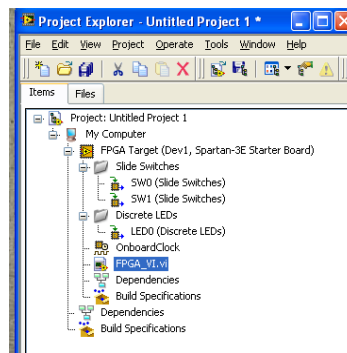 Project Explorer - Untitled Project 1 *
File Edit View Project Operate Tools Window Help
Items Files
Project: Untitled Project 1
My Computer
FPGA Target (Dev1, Spartan-3E Starter Board)
Slide Switches
SW0 (Slide Switches)
SW1 (Slide Switches)
Discrete LEDs
LED0 (Discrete LEDs)
OnboardClock
FPGA_VI.vi
Dependencies
Build Specifications
Dependencies
Build Specifications